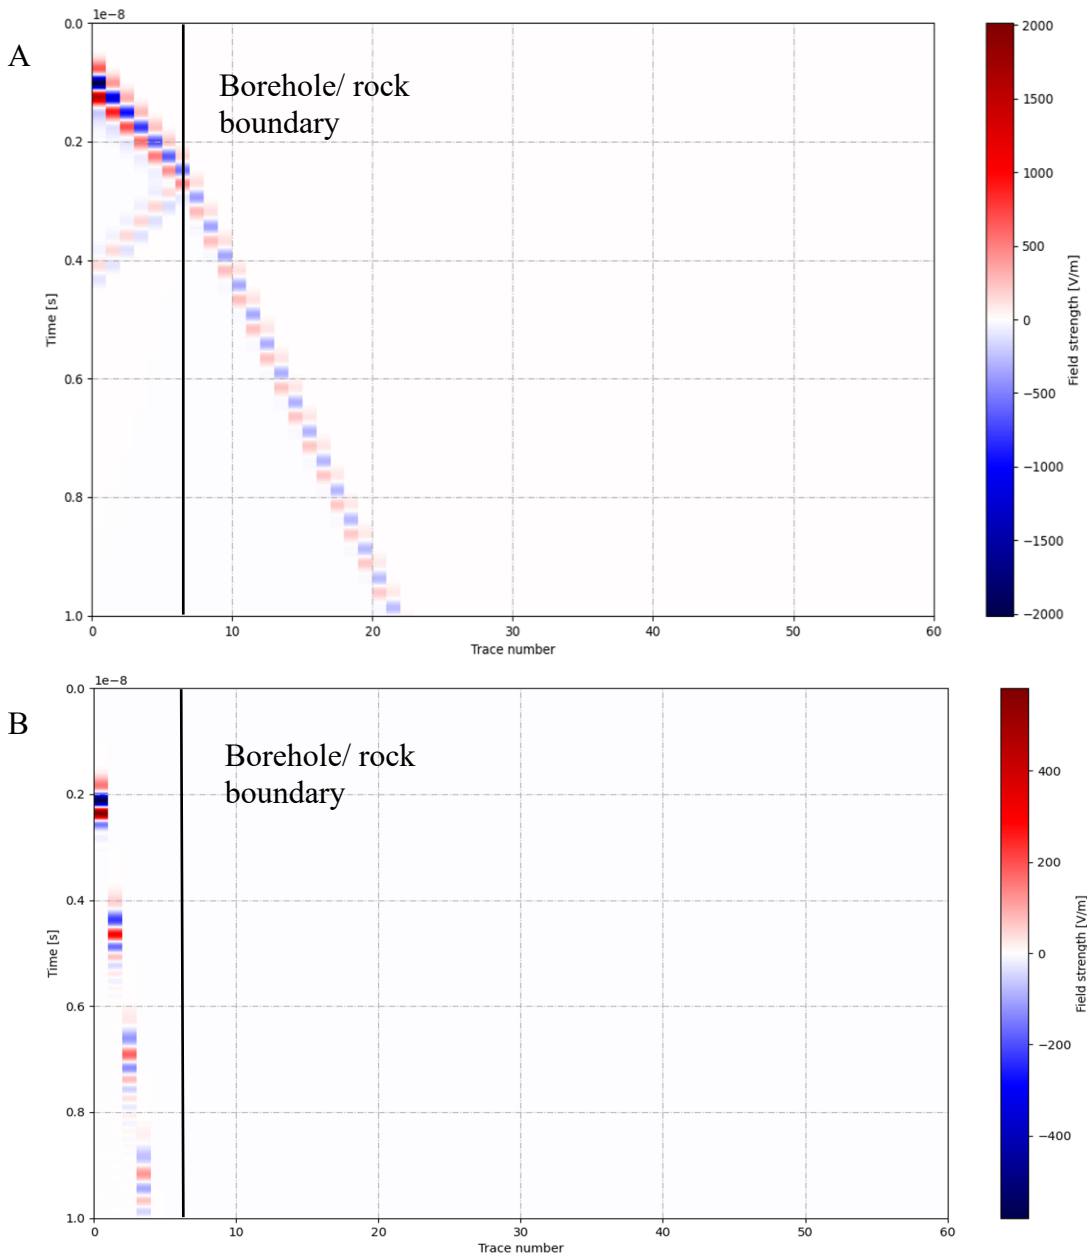 1e−8
A
Borehole/ rock
boundary
0.0
0.2
0.4
0.6
0.8
1.0
Time [s]
0
10
20
30
40
50
60
Trace number
2000
1500
1000
500
0
−500
−1000
−1500
−2000
Field strength [V/m]
1e−8
B
Borehole/ rock
boundary
0.0
0.2
0.4
0.6
0.8
1.0
Time [s]
0
10
20
30
40
50
60
Trace number
400
200
0
−200
−400
Field strength [V/m]